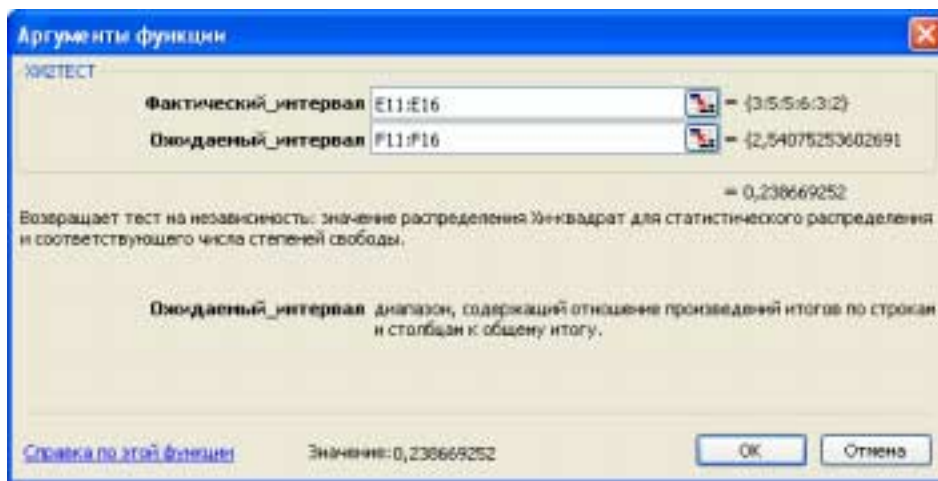 Аргументы функции
ХИ2ТЕСТ
Фактический_интервал E11:E16 = {3:5:5:6:3:2}
Ожидаемый_интервал F11:F16 = {2,54075253602691
= 0,238669252
Возвращает тест на независимость: значение распределения Хи-квадрат для статистического распределения
и соответствующего числа степеней свободы.
Ожидаемый_интервал диапазон, содержащий отношение произведений итогов по строкам
и столбцам к общему итогу.
Справка по этой функции Значение:0,238669252 ОК Отмена